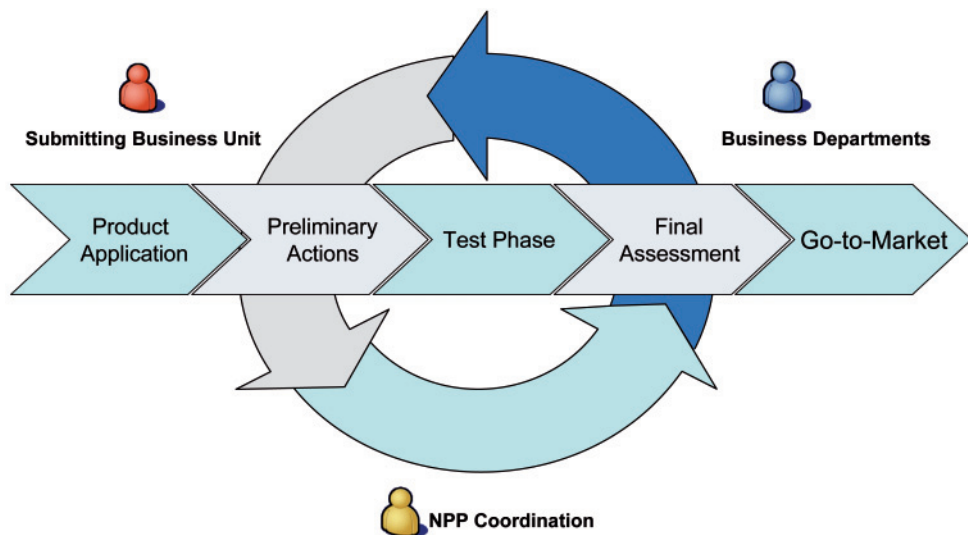 Submitting Business Unit
Business Departments
Product
Application
Preliminary
Actions
Test Phase
Final
Assessment
Go-to-Market
NPP Coordination